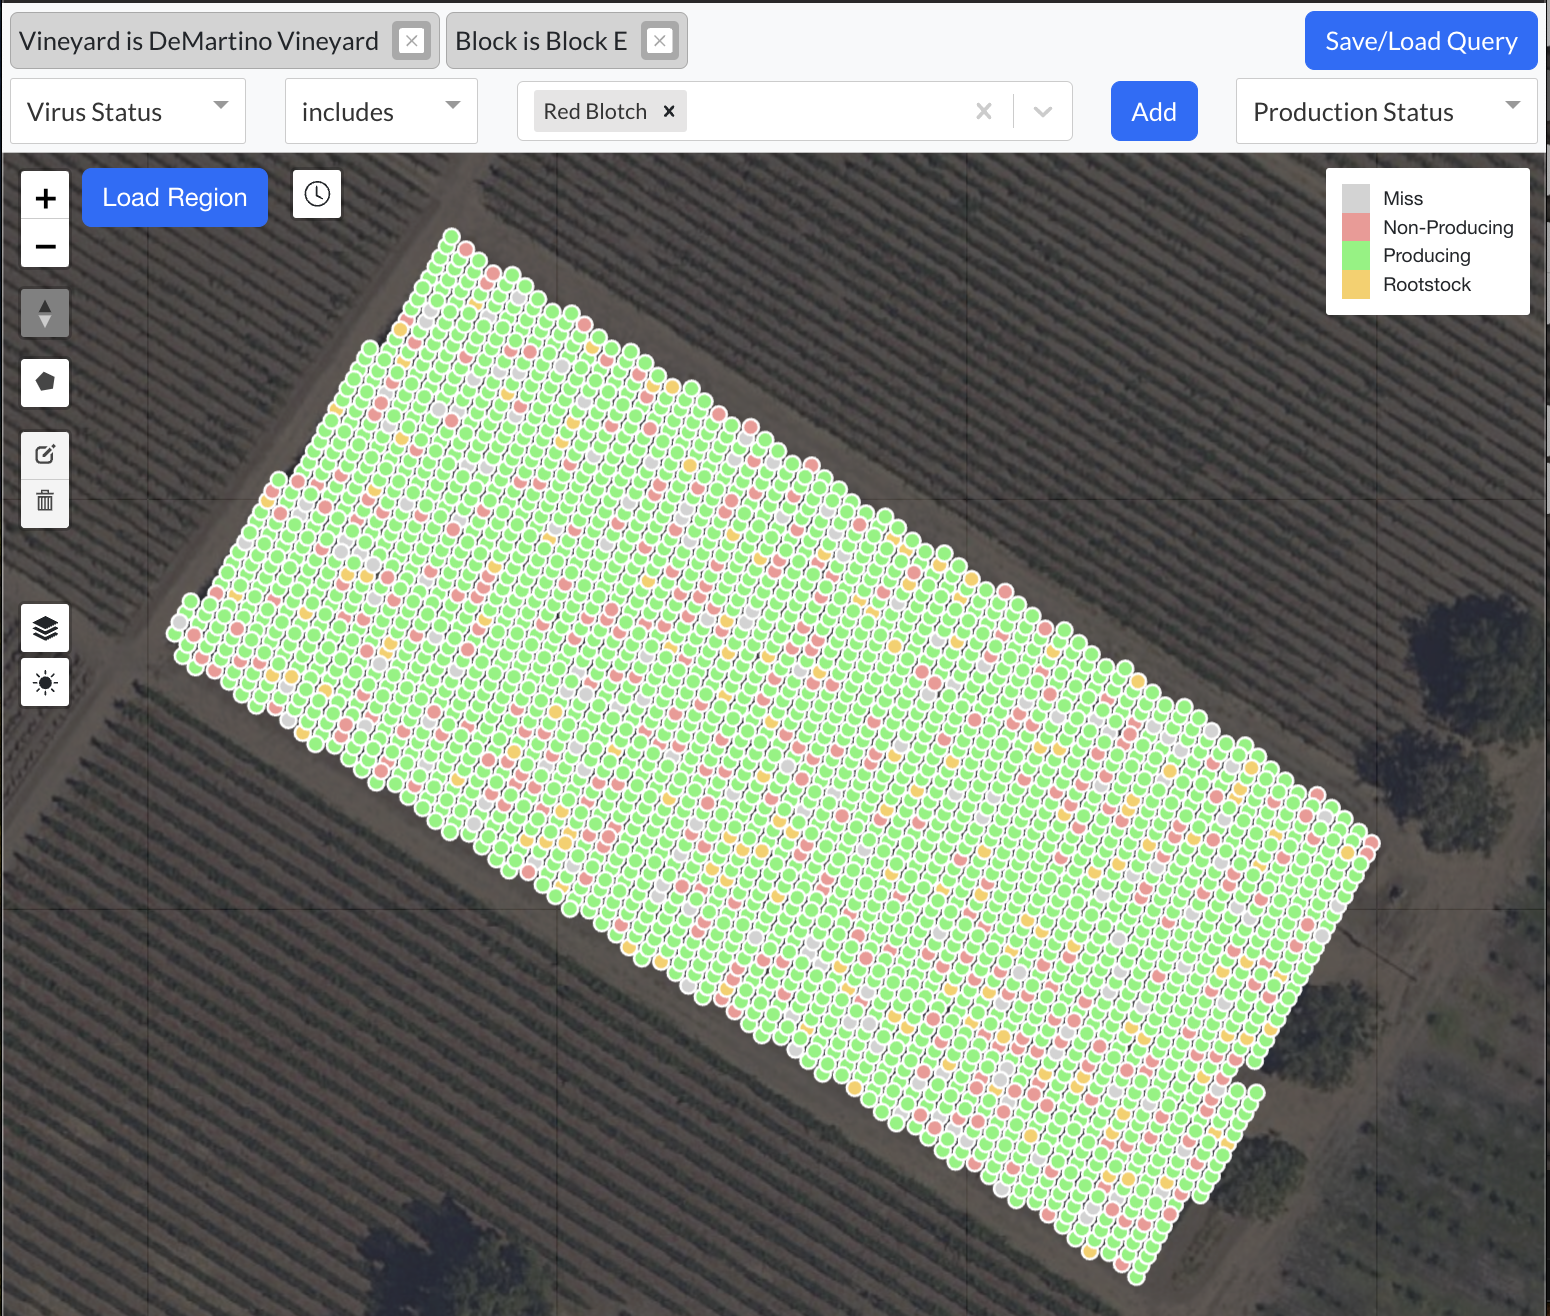 Vineyard is DeMartino Vineyard
Block is Block E
Save/Load Query
Virus Status
includes
Red Blotch
Add
Production Status
Load Region
Miss
Non-Producing
Producing
Rootstock